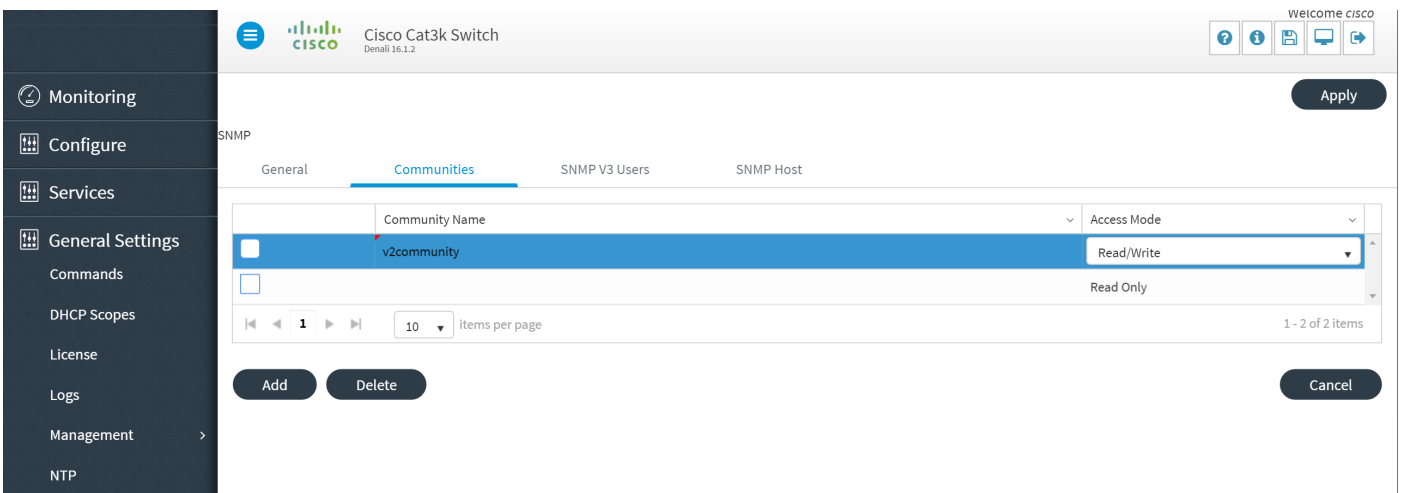 Welcome cisco
CISCO
Cisco Cat3k Switch
Denali 16.1.2
Monitoring
Configure
Services
General Settings
Commands
DHCP Scopes
License
Logs
Management
NTP
Apply
SNMP
General Communities SNMP V3 Users SNMP Host
Community Name Access Mode
v2community Read/Write
Read Only
1 10 items per page 1 - 2 of 2 items
Add Delete Cancel